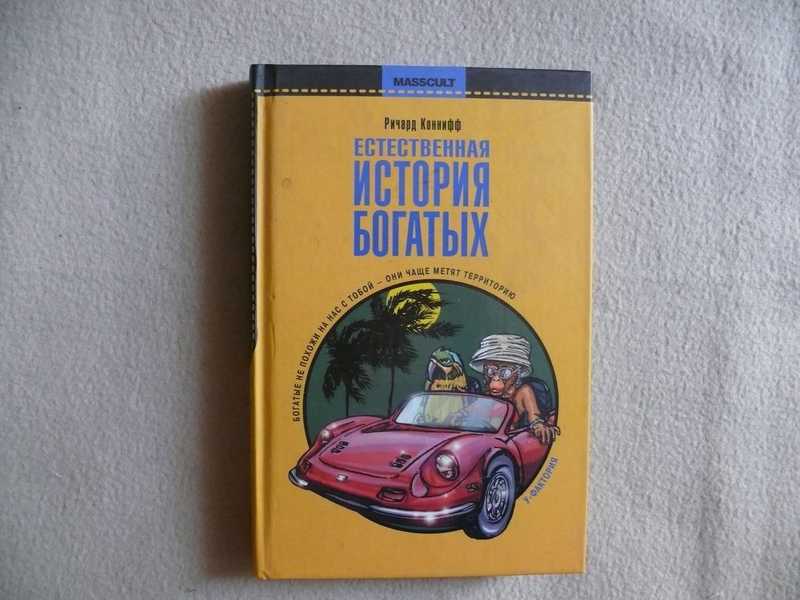 MASSCULT
Ричард Коннифф
ЕСТЕСТВЕННАЯ
ИСТОРИЯ
БОГАТЫХ
БОГАТЫЕ НЕ ПОХОЖИ НА НАС С ТОБОЙ – ОНИ ЧАЩЕ МЕТЯТ ТЕРРИТОРИЮ
У-ФАКТОРИЯ